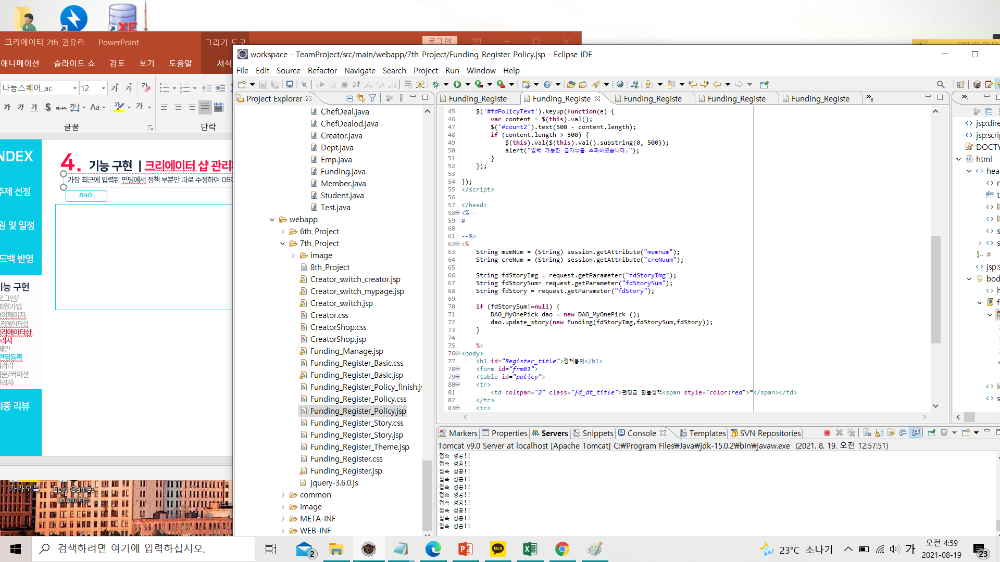 크리에이터_2th_권유라 - PowerPoint
그리기 도구
로그인
애니메이션 슬라이드 쇼 검토 보기 도움말 서식
나눔스퀘어_ac 12
글꼴
단락
NDEX
주제 선정
원 및 일정
드백 반영
기능 구현
로그인/
회원가입
마이페이지
크리에이터샵
크리에이터샵
관리자
메인
펀딩등록
갤러리
질문/커미션
관리자
최종 리뷰
4. 기능 구현 | 크리에이터 샵 관리자
가장 최근에 입력된 펀딩에서 정책 부분만 따로 수정하여 DB에
DAO
카카오톡
Epic Games
Launcher
workspace - TeamProject/src/main/webapp/7th_Project/Funding_Register_Policy.jsp - Eclipse IDE
File Edit Source Refactor Navigate Search Project Run Window Help
Project Explorer
ChefDeal.java
ChefDealod.java
Creator.java
Dept.java
Emp.java
Funding.java
Member.java
Student.java
Test.java
webapp
6th_Project
7th_Project
image
8th_Project
Creator_switch_creator.jsp
Creator_switch_mypage.jsp
Creator_switch.jsp
Creator.css
CreatorShop.css
CreatorShop.jsp
Funding_Manage.jsp
Funding_Register_Basic.css
Funding_Register_Basic.jsp
Funding_Register_Policy_finish.j
Funding_Register_Policy.css
Funding_Register_Policy.jsp
Funding_Register_Story.css
Funding_Register_Story.jsp
Funding_Register_Theme.jsp
Funding_Register.css
Funding_Register.jsp
jquery-3.6.0.js
common
image
META-INF
WEB-INF
Funding_Registe Funding_Registe Funding_Registe Funding_Registe Funding_Registe »8
45 $('#fdPolicyText').keyup(function(e) {
46 var content = $(this).val();
47 $('#count2').text(500 - content.length);
48 if (content.length > 500) {
49 $(this).val($(this).val().substring(0, 500));
50 alert("입력 가능한 글자수를 초과하였습니다.");
51 }
52 });
53
54 });
55 </script>
56
57 </head>
58 <%--
59 #
60
61 --%>
62 <%
63 String memNum = (String) session.getAttribute("memnum");
64 String creNum = (String) session.getAttribute("creNuum");
65
66 String fdStoryImg = request.getParameter("fdStoryImg");
67 String fdStorySum= request.getParameter("fdStorySum");
68 String fdStory = request.getParameter("fdStory");
69
70 if (fdStorySum!=null) {
71 DAO_MyOnePick dao = new DAO_MyOnePick ();
72 dao.update_story(new Funding(fdStoryImg,fdStorySum,fdStory));
73 }
74
75 %>
76 <body>
77 <h1 id="Register_title">정책동의</h1>
78 <form id="frm01">
79 <table id="policy">
80 <tr>
81 <td colspan="2" class="fd_dt_title">펀딩금 환불정책<span style="color:red">*</span></td>
82 </tr>
83 <tr>
»1
jsp:dire
jsp:scri
DOCTY
html
hea
#
jsp:s
bod
Markers Properties Servers Snippets Console Templates SVN Repositories
Tomcat v9.0 Server at localhost [Apache Tomcat] C:₩Program Files₩Java₩jdk-15.0.2₩bin₩javaw.exe (2021. 8. 19. 오전 12:57:51)
접속 성공!!
접속 성공!!
접속 성공!!
접속 성공!!
접속 성공!!
접속 성공!!
접속 성공!!
접속 성공!!
접속 성공!!
접속 성공!!
검색하려면 여기에 입력하십시오.
2
TALK
23°C 소나기
가
오전 4:59
2021-08-19
23